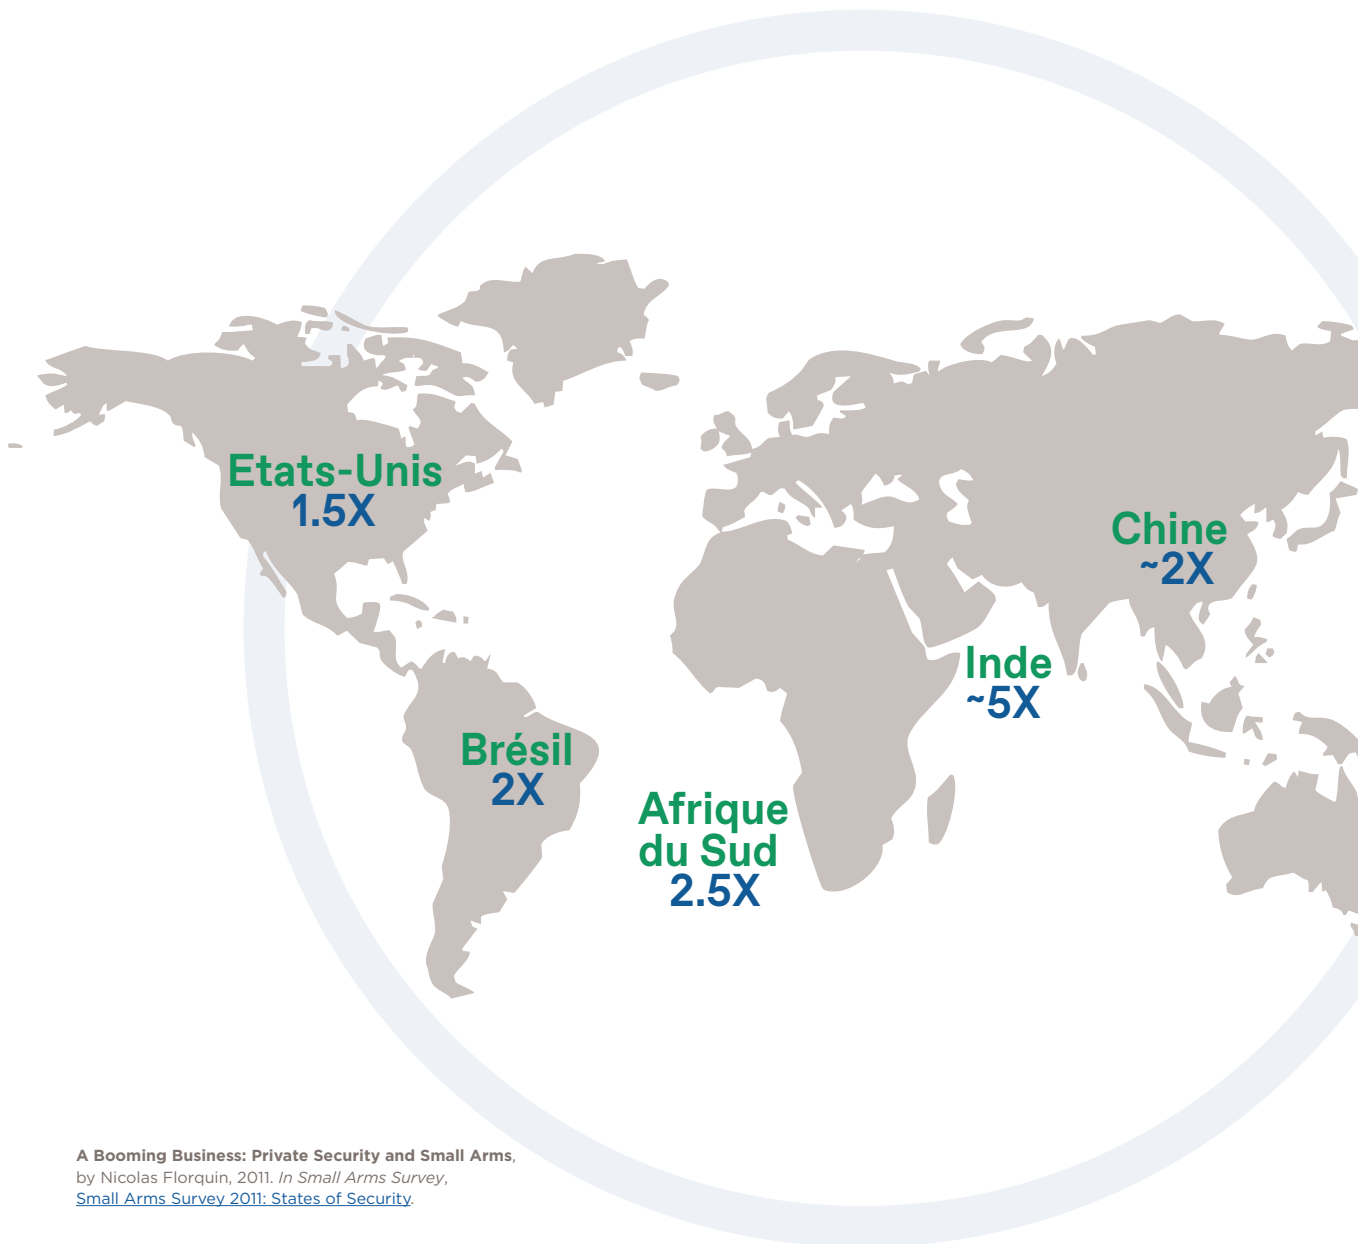 Etats-Unis
1.5X
Chine
~2X
Inde
~5X
Brésil
2X
Afrique
du Sud
2.5X
A Booming Business: Private Security and Small Arms,
by Nicolas Florquin, 2011. In Small Arms Survey,
Small Arms Survey 2011: States of Security.